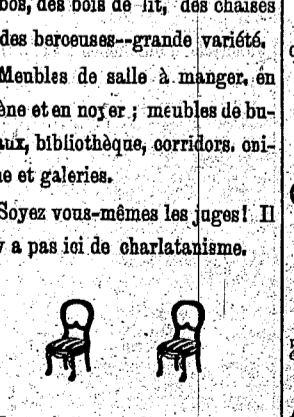 bos, des bois de lit, des chaises
des berceuses--grande variété.
Meubles de salle à manger, en
ène et en noyer ; meubles de bu-
aux, bibliothèque, corridors, oni-
ne et galeries.
Soyez vous-mêmes les juges! Il
y a pas ici de charlatanisme.